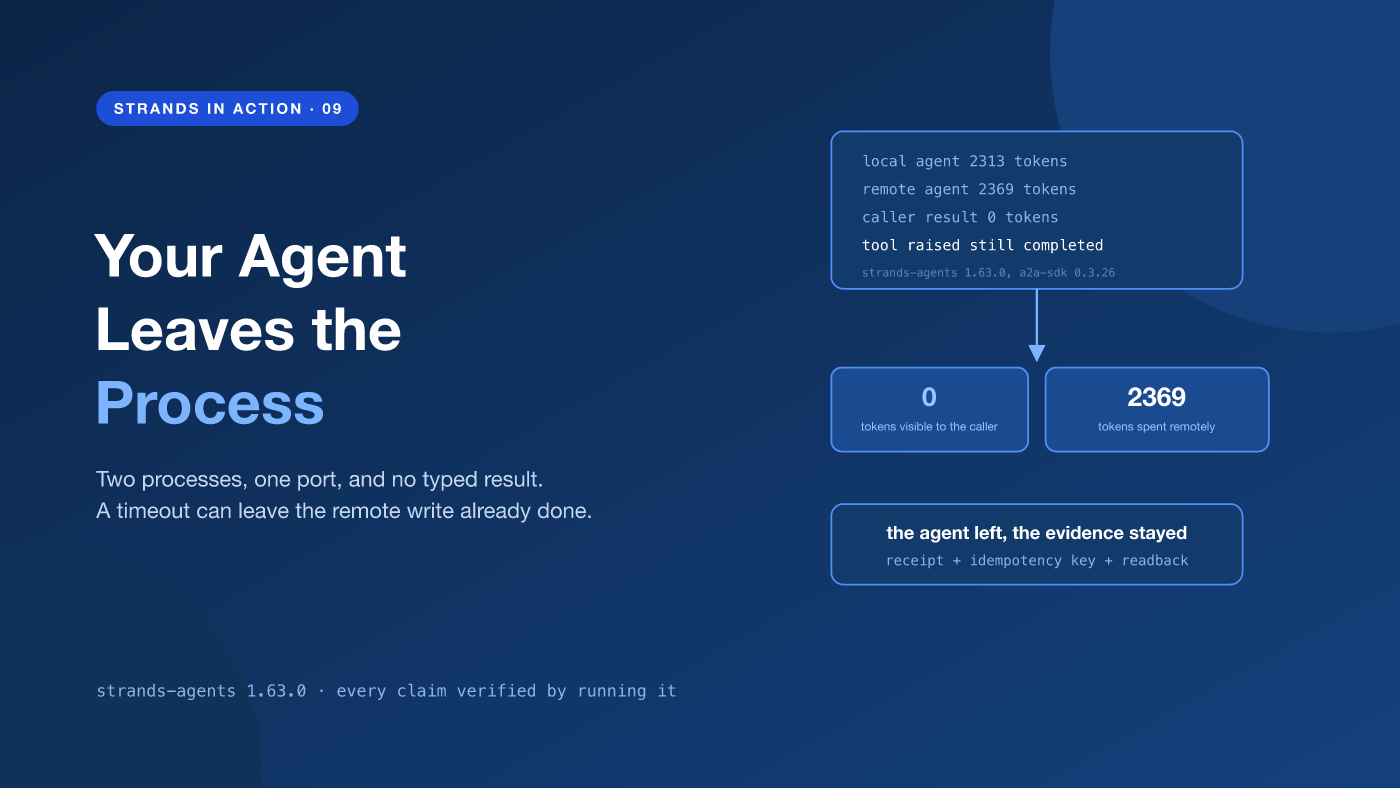 STRANDS IN ACTION · 09
Your Agent
Leaves the
Process
Two processes, one port, and no typed result.
A timeout can leave the remote write already done.
strands-agents 1.63.0 · every claim verified by running it
local agent 2313 tokens
remote agent 2369 tokens
caller result 0 tokens
tool raised still completed
strands-agents 1.63.0, a2a-sdk 0.3.26
0
tokens visible to the caller
2369
tokens spent remotely
the agent left, the evidence stayed
receipt + idempotency key + readback